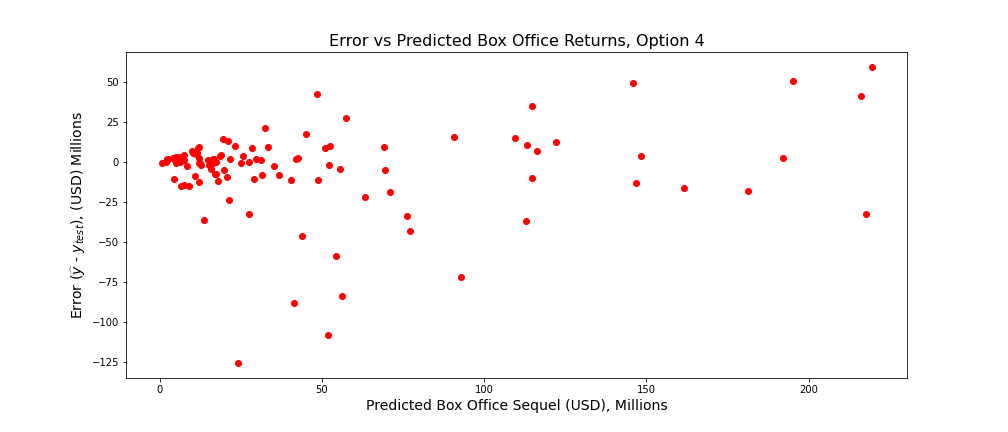 Error vs Predicted Box Office Returns, Option 4
Error (ŷ - y_test), (USD) Millions
50
25
0
−25
−50
−75
−100
−125
0 50 100 150 200
Predicted Box Office Sequel (USD), Millions